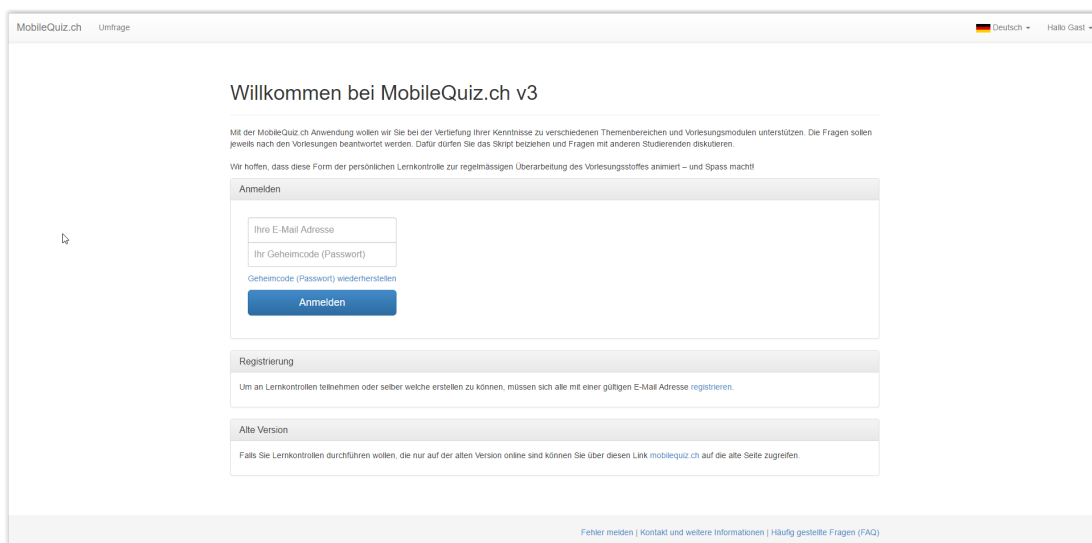 MobileQuiz.ch Umfrage Deutsch Hallo Gast
Willkommen bei MobileQuiz.ch v3
Mit der MobileQuiz.ch Anwendung wollen wir Sie bei der Vertiefung Ihrer Kenntnisse zu verschiedenen Themenbereichen und Vorlesungsmodulen unterstützen. Die Fragen sollen
jeweils nach den Vorlesungen beantwortet werden. Dafür dürfen Sie das Skript beiziehen und Fragen mit anderen Studierenden diskutieren.
Wir hoffen, dass diese Form der persönlichen Lernkontrolle zur regelmässigen Überarbeitung des Vorlesungsstoffes animiert – und Spass macht!
Anmelden
Ihre E-Mail Adresse
Ihr Geheimcode (Passwort)
Geheimcode (Passwort) wiederherstellen
Anmelden
Registrierung
Um an Lernkontrollen teilnehmen oder selber welche erstellen zu können, müssen sich alle mit einer gültigen E-Mail Adresse registrieren.
Alte Version
Falls Sie Lernkontrollen durchführen wollen, die nur auf der alten Version online sind können Sie über diesen Link mobilequiz.ch auf die alte Seite zugreifen.
Fehler melden | Kontakt und weitere Informationen | Häufig gestellte Fragen (FAQ)